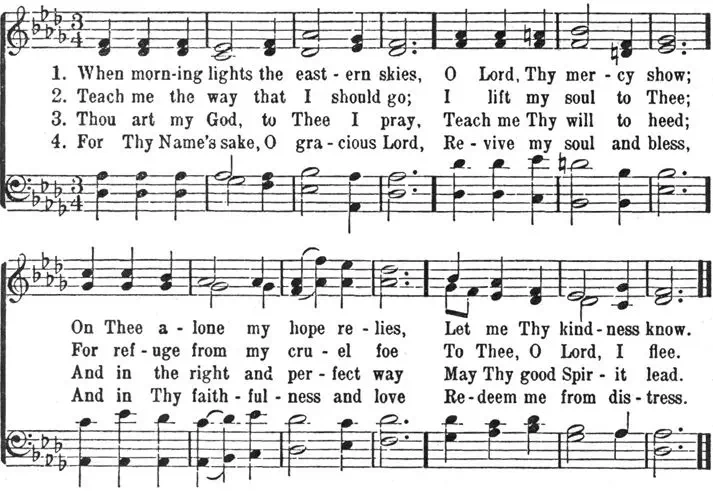 3
4
1. When morn-ing lights the east-ern skies, O Lord, Thy mer-cy show;
2. Teach me the way that I should go; I lift my soul to Thee;
3. Thou art my God, to Thee I pray, Teach me Thy will to heed;
4. For Thy Name's sake, O gra-cious Lord, Re-vive my soul and bless,
3
4
On Thee a-lone my hope re-lies, Let me Thy kind-ness know.
For ref-uge from my cru-el foe To Thee, O Lord, I flee.
And in the right and per-fect way May Thy good Spir-it lead.
And in Thy faith-ful-ness and love Re-deem me from dis-tress.